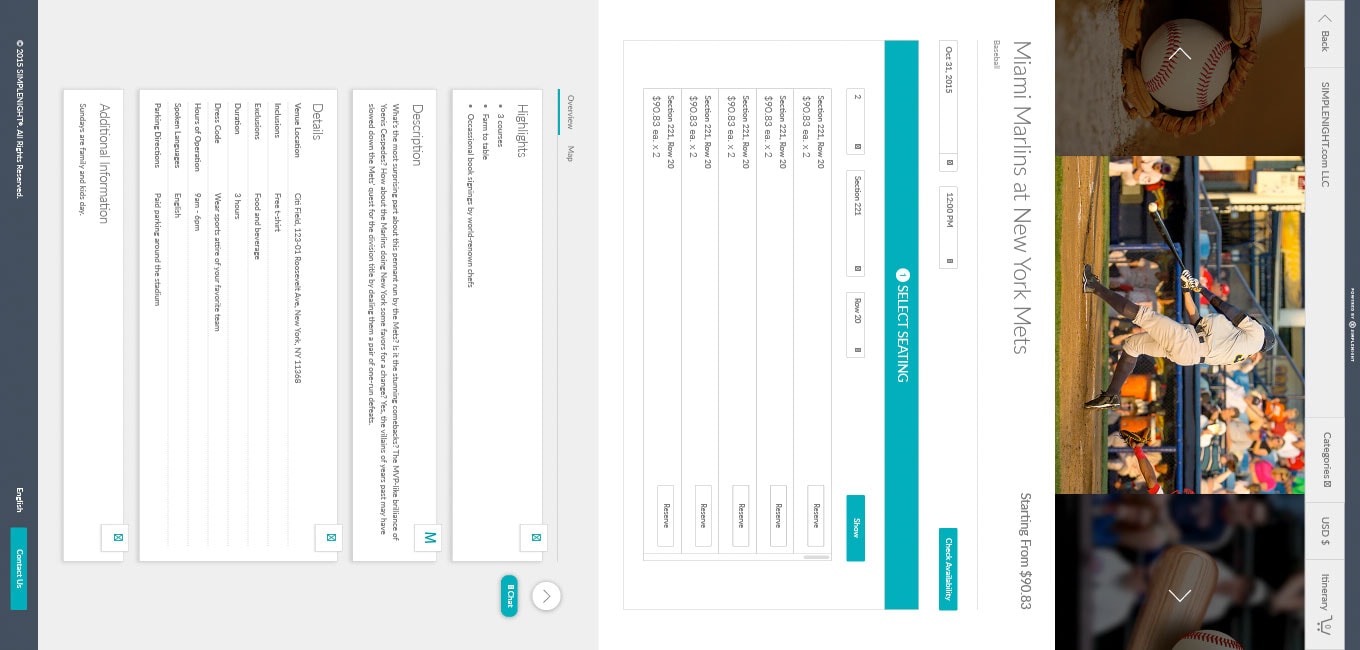 POWERED BY SIMPLENIGHT
Back
SIMPLENIGHT.com LLC
Categories
USD $
Itinerary
0
Miami Marlins at New York Mets
Starting From $90.83
Baseball
Oct 31, 2015
12:00 PM
Check Availability
1 SELECT SEATING
2
Section 221
Row 20
Show
Section 221, Row 20
$90.83 ea. x 2
Reserve
Section 221, Row 20
$90.83 ea. x 2
Reserve
Section 221, Row 20
$90.83 ea. x 2
Reserve
Section 221, Row 20
$90.83 ea. x 2
Reserve
Section 221, Row 20
$90.83 ea. x 2
Reserve
Overview
Map
Highlights
3 courses
Farm to table
Occassional book signings by world-renown chefs
Chat
Description
M
What's the most surprising part about this pennant run by the Mets? Is it the stunning comebacks? The MVP-like brilliance of
Yoenis Cespedes? How about the Marlins doing New York some favors for a change? Yes, the villains of years past may have
slowed down the Mets' quest for the division title by dealing them a pair of one-run defeats.
Details
Venue Location Citi Field, 123-01 Roosevelt Ave, New York, NY 11368
Inclusions Free t-shirt
Exclusions Food and beverage
Duration 3 hours
Dress Code Wear sports attire of your favorite team
Hours of Operation 9am - 6pm
Spoken Languages English
Parking Directions Paid parking around the stadium
Additional Information
Sundays are family and kids day.
© 2015 SIMPLENIGHT®. All Rights Reserved.
English
Contact Us